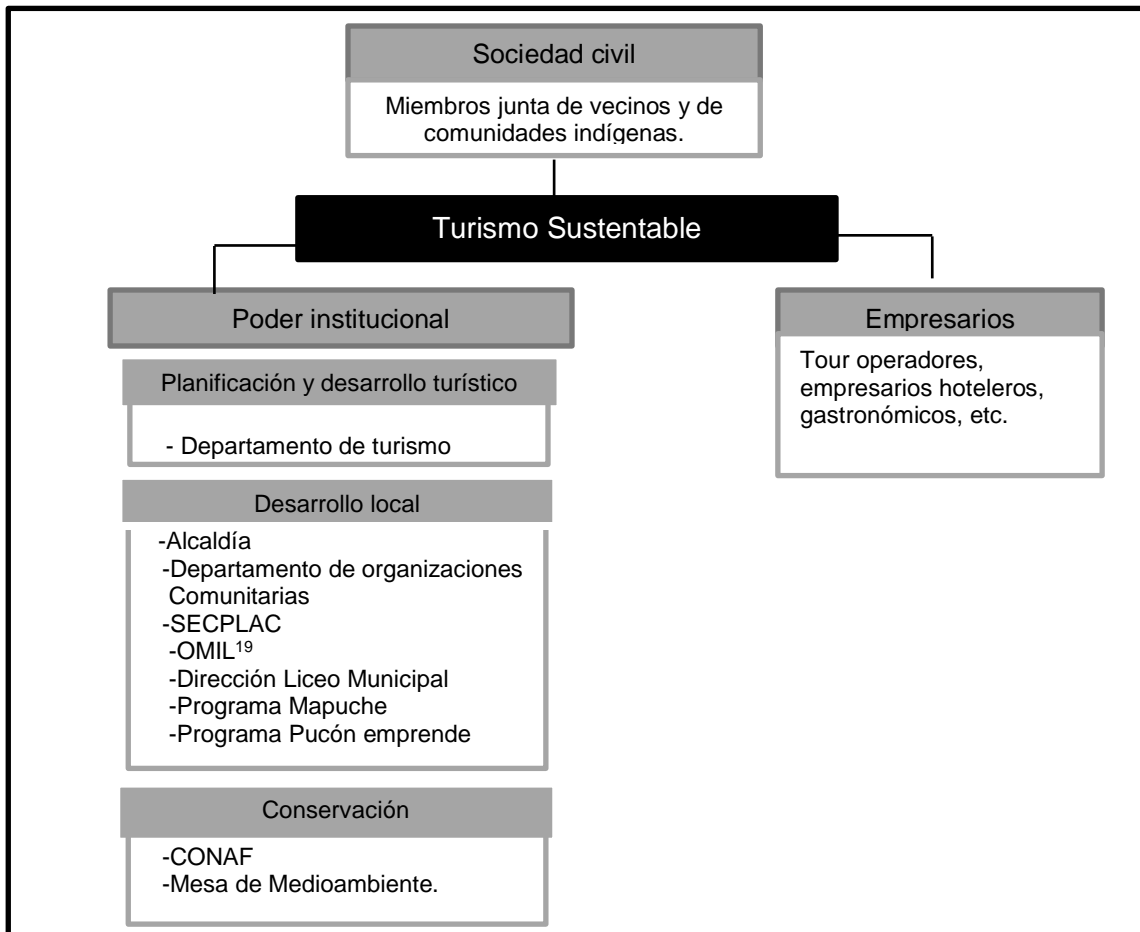 Sociedad civil
Miembros junta de vecinos y de
comunidades indígenas.
Turismo Sustentable
Poder institucional
Planificación y desarrollo turístico
- Departamento de turismo
Desarrollo local
-Alcaldía
-Departamento de organizaciones
Comunitarias
-SECPLAC
-OMIL¹⁹
-Dirección Liceo Municipal
-Programa Mapuche
-Programa Pucón emprende
Conservación
-CONAF
-Mesa de Medioambiente.
Empresarios
Tour operadores,
empresarios hoteleros,
gastronómicos, etc.